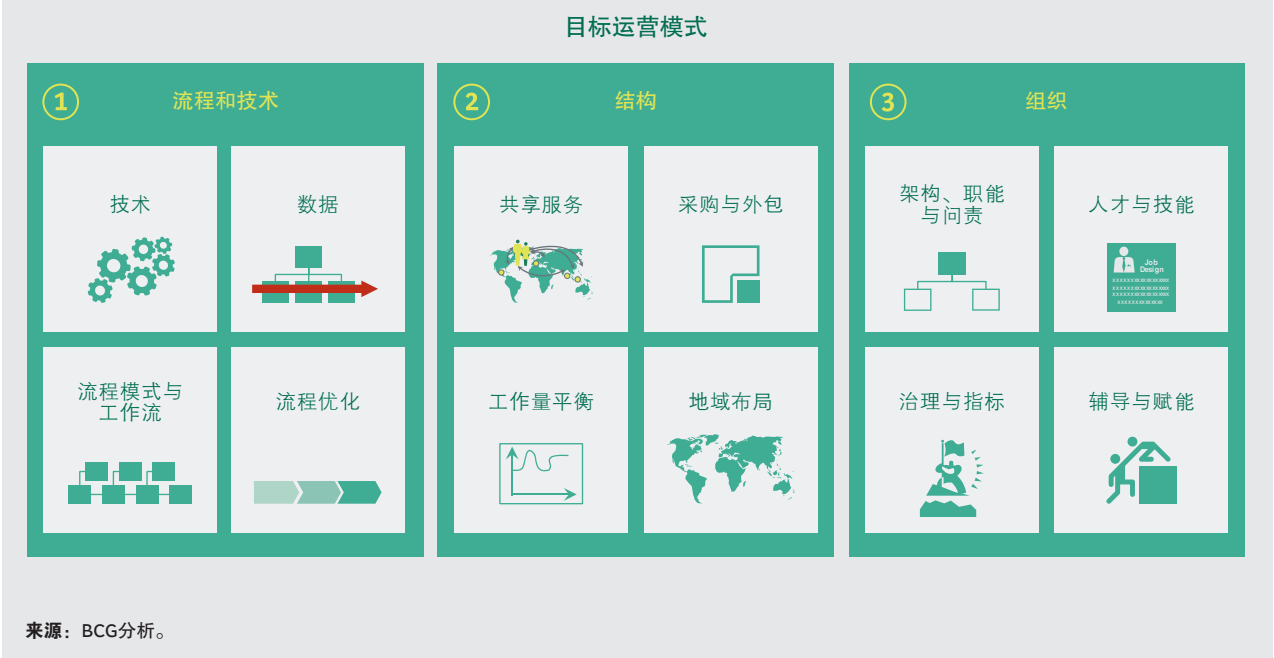 目标运营模式
1
流程和技术
技术
数据
流程模式与
工作流
流程优化
2
结构
共享服务
采购与外包
工作量平衡
地域布局
3
组织
架构、职能
与问责
人才与技能
Job
Design
治理与指标
辅导与赋能
来源：BCG分析。